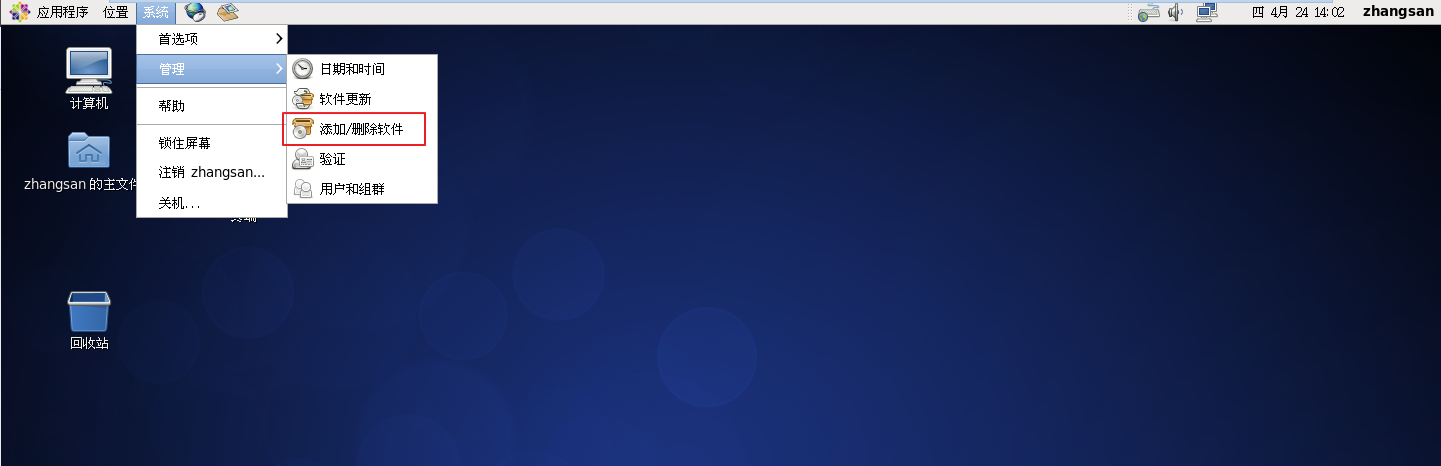 应用程序 位置 系统 四 4月 24 14:02 zhangsan
首选项
管理
帮助
锁住屏幕
注销 zhangsan...
关机...
日期和时间
软件更新
添加/删除软件
验证
用户和组群
计算机
zhangsan 的主文件
回收站